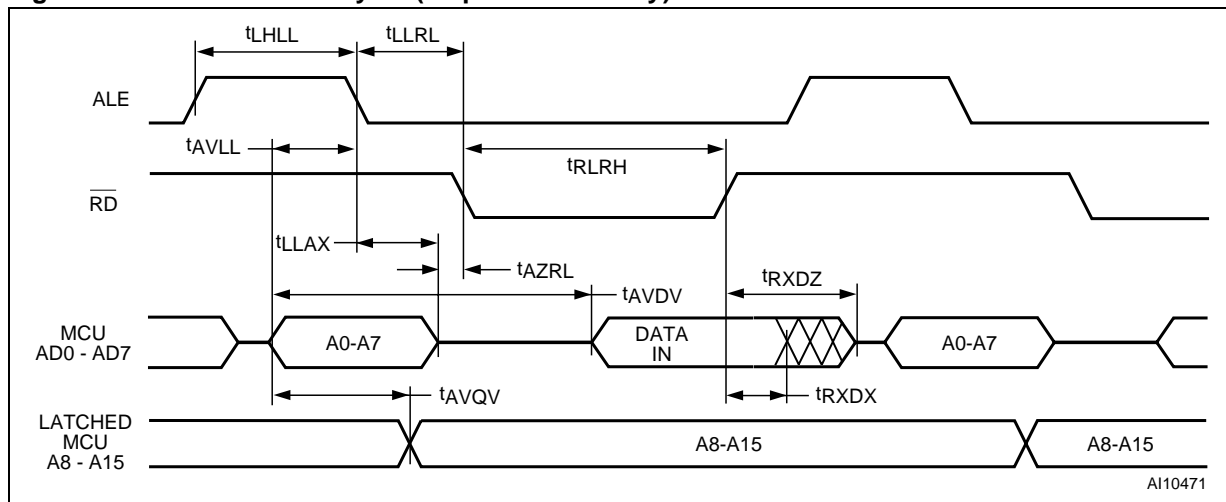 tLHLL
tLLRL
ALE
tAVLL
tRLRH
RD
tLLAX
tAZRL
tAVDV
tRXDZ
MCU
AD0 - AD7
A0-A7
DATA
IN
A0-A7
tAVQV
tRXDX
LATCHED
MCU
A8 - A15
A8-A15
A8-A15
AI10471